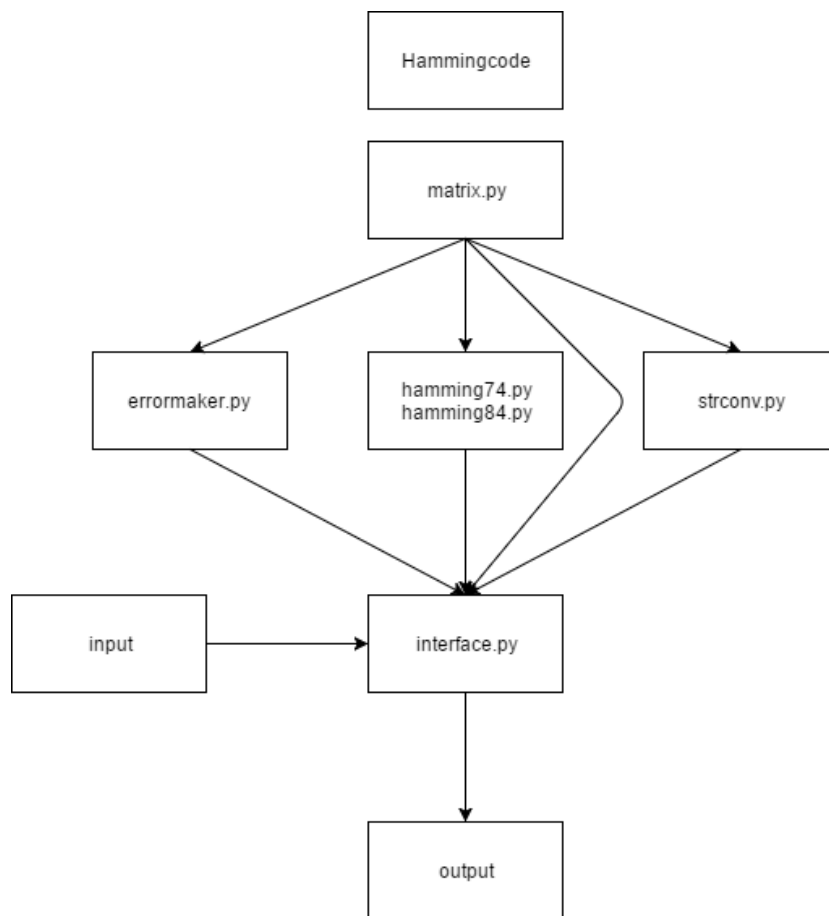 Hammingcode
matrix.py
errormaker.py
hamming74.py
hamming84.py
strconv.py
input
interface.py
output